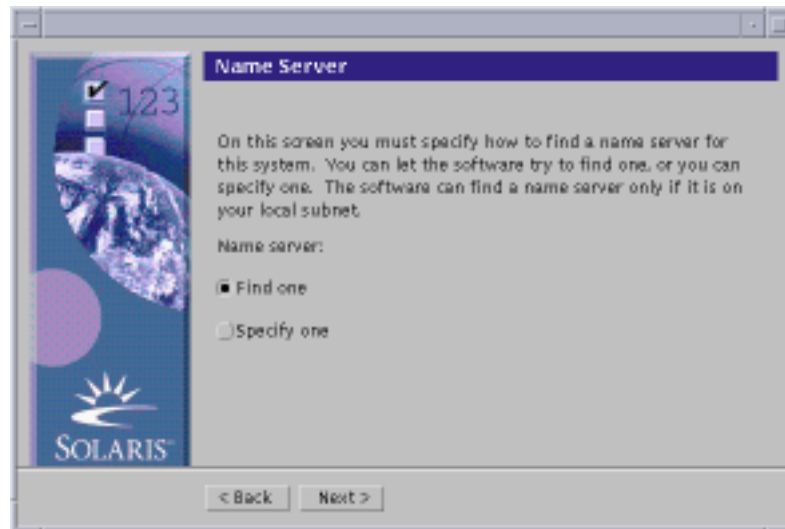 Name Server
123
On this screen you must specify how to find a name server for
this system. You can let the software try to find one, or you can
specify one. The software can find a name server only if it is on
your local subnet.
Name server:
Find one
Specify one
SOLARIS
< Back
Next >